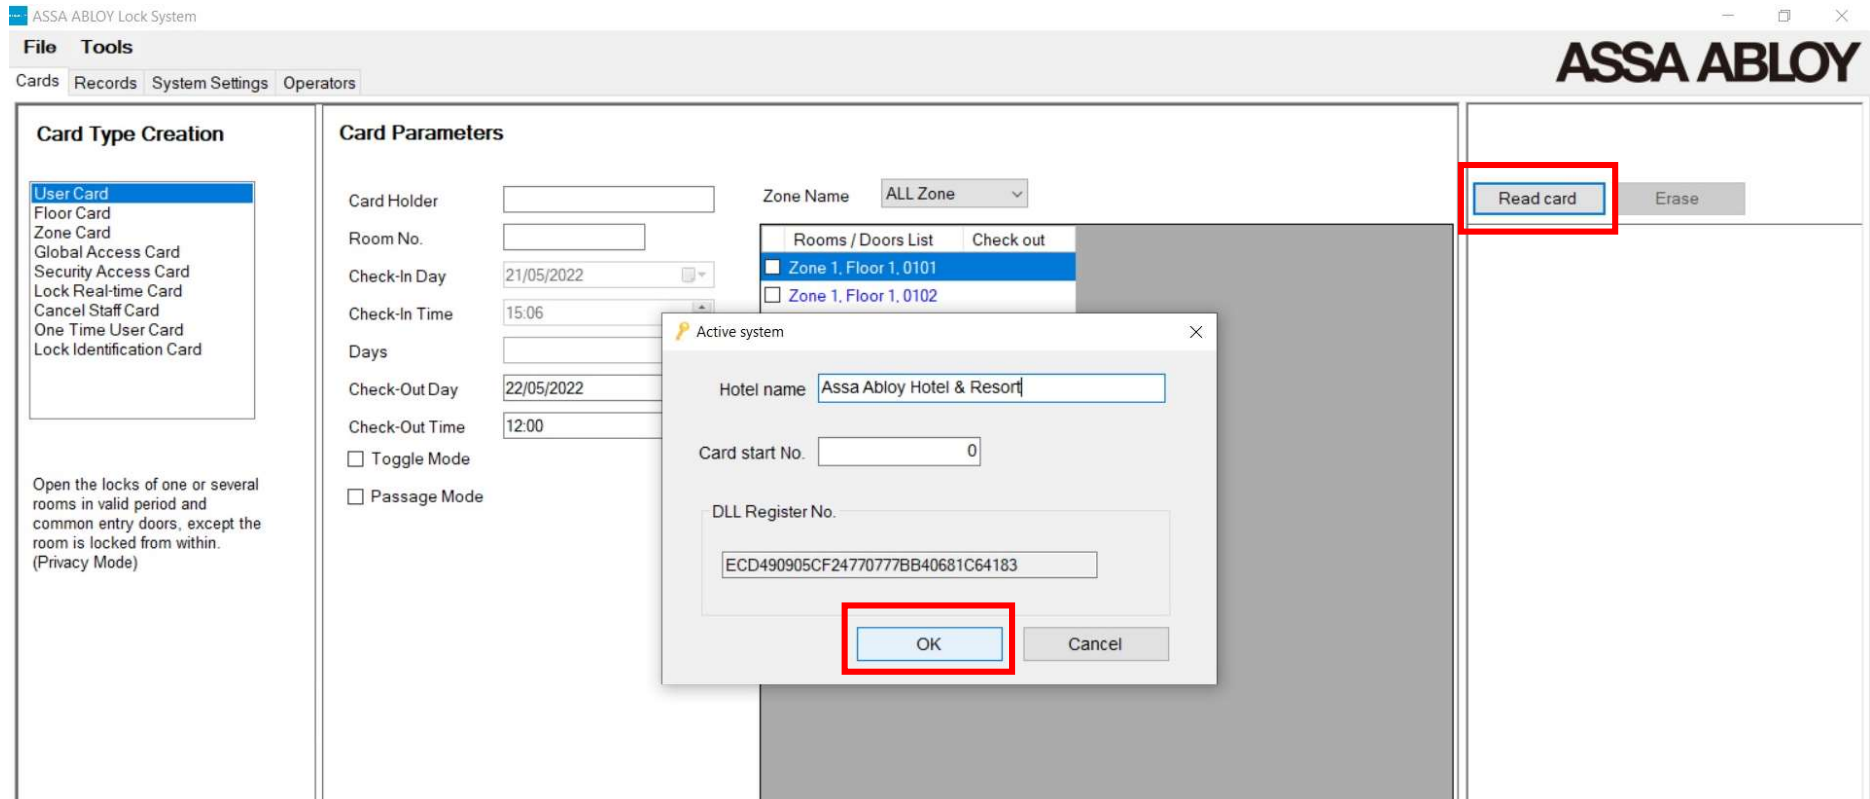 ASSA ABLOY Lock System
File Tools
ASSA ABLOY
Cards Records System Settings Operators
Card Type Creation
User Card
Floor Card
Zone Card
Global Access Card
Security Access Card
Lock Real-time Card
Cancel Staff Card
One Time User Card
Lock Identification Card
Open the locks of one or several
rooms in valid period and
common entry doors, except the
room is locked from within.
(Privacy Mode)
Card Parameters
Card Holder
Room No.
Check-In Day 21/05/2022
Check-In Time 15:06
Days
Check-Out Day 22/05/2022
Check-Out Time 12:00
Toggle Mode
Passage Mode
Zone Name ALL Zone
Rooms / Doors List Check out
Zone 1, Floor 1, 0101
Zone 1, Floor 1, 0102
Active system
Hotel name Assa Abloy Hotel & Resort
Card start No. 0
DLL Register No.
ECD490905CF24770777BB40681C64183
OK Cancel
Read card Erase